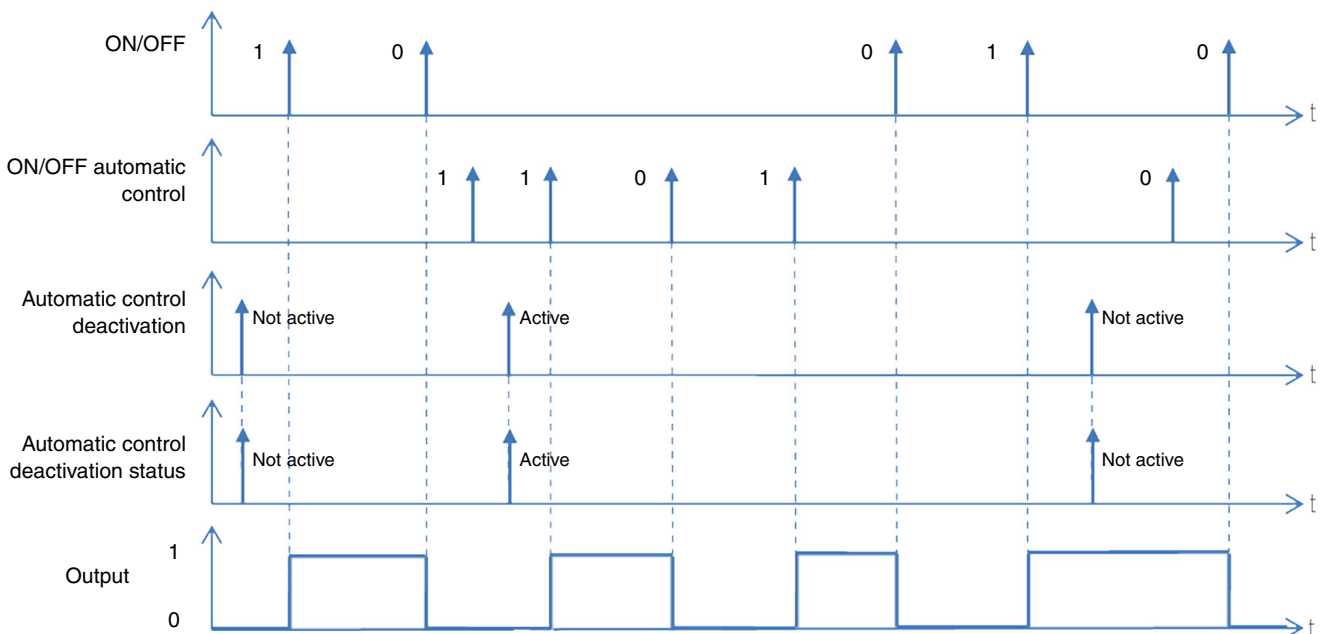 ON/OFF
1 0 0 1 0
t
ON/OFF automatic
control
1 1 0 1 0
t
Automatic control
deactivation
Not active Active Not active
t
Automatic control
deactivation status
Not active Active Not active
t
1
Output
0
t